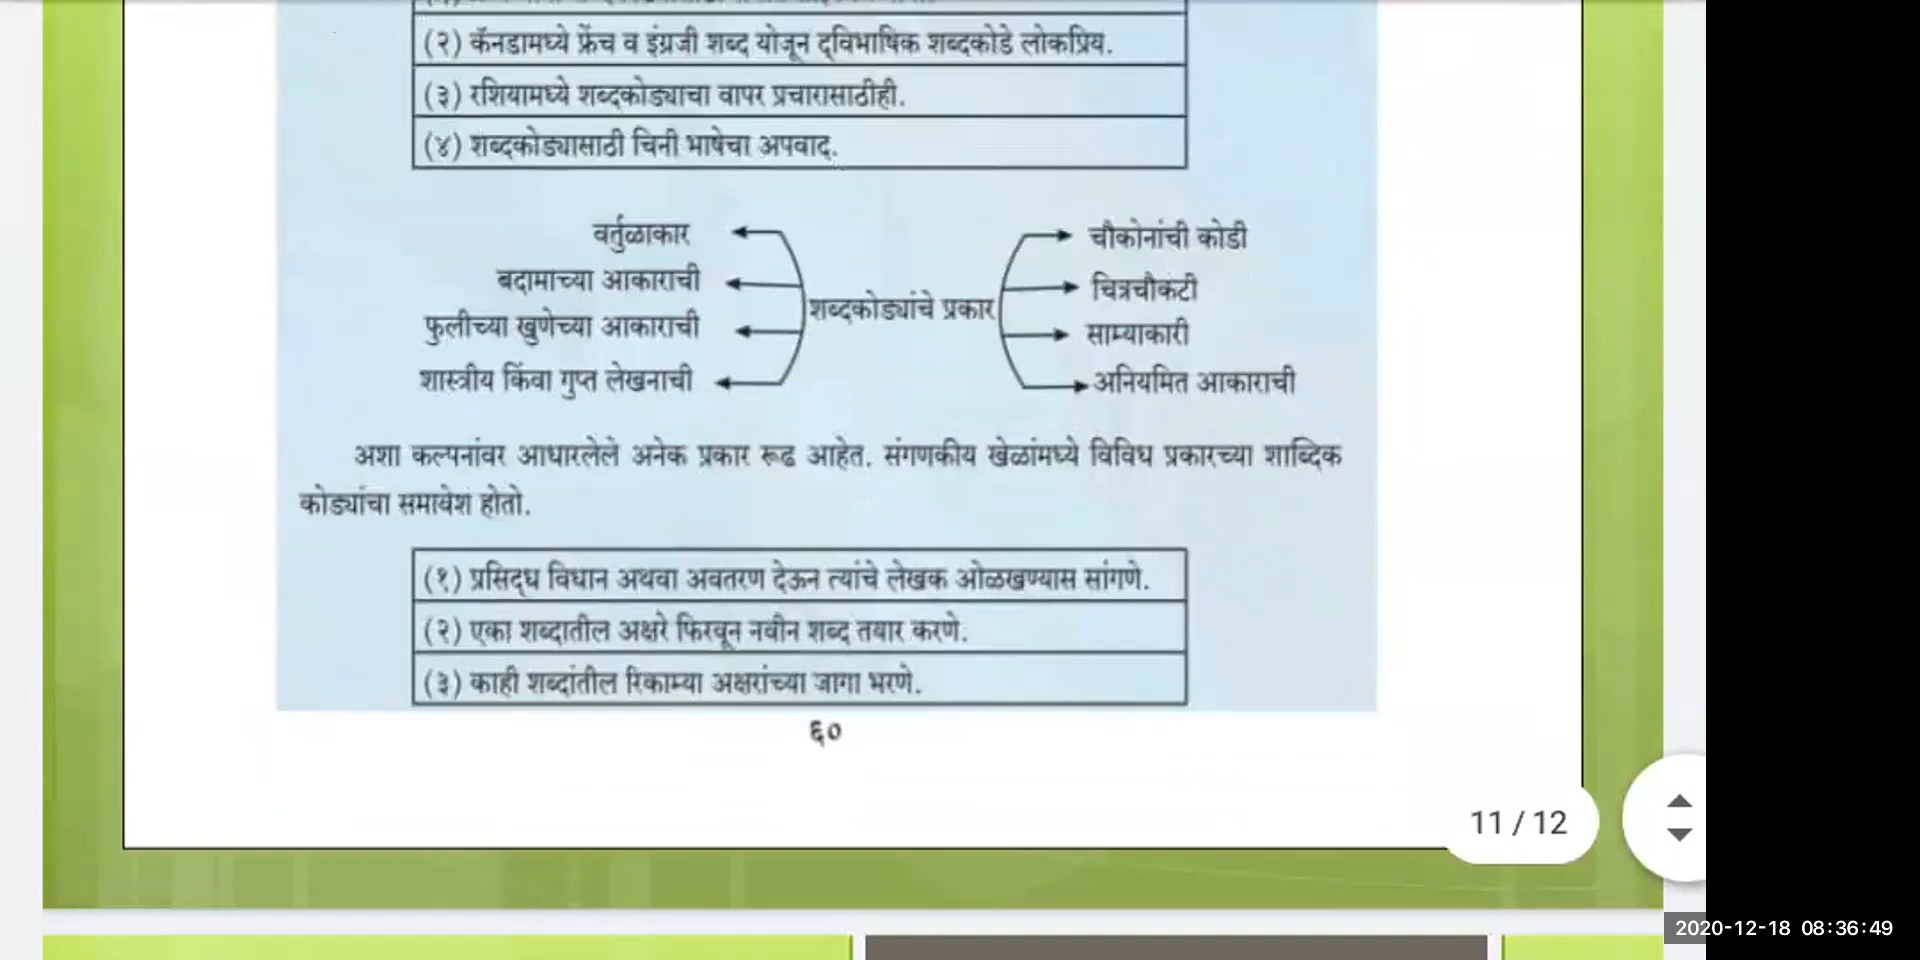 (२) कॅनडामध्ये फ्रेंच व इंग्रजी शब्द योजून द्‌विभाषिक शब्दकोडे लोकप्रिय.
(३) रशियामध्ये शब्दकोड्याचा वापर प्रचारासाठीही.
(४) शब्दकोड्यासाठी चिनी भाषेचा अपवाद.
वर्तुळाकार
बदामाच्या आकाराची
फुलीच्या खुणेच्या आकाराची
शास्त्रीय किंवा गुप्त लेखनाची
शब्दकोड्यांचे प्रकार
चौकोनांची कोडी
चित्रचौकटी
साम्याकारी
अनियमित आकाराची
अशा कल्पनांवर आधारलेले अनेक प्रकार रूढ आहेत. संगणकीय खेळांमध्ये विविध प्रकारच्या शाब्दिक
कोड्यांचा समावेश होतो.
(१) प्रसिद्‌ध विधान अथवा अवतरण देऊन त्यांचे लेखक ओळखण्यास सांगणे.
(२) एका शब्दातील अक्षरे फिरवून नवीन शब्द तयार करणे.
(३) काही शब्दांतील रिकाम्या अक्षरांच्या जागा भरणे.
६०
11 / 12
2020-12-18 08:36:49